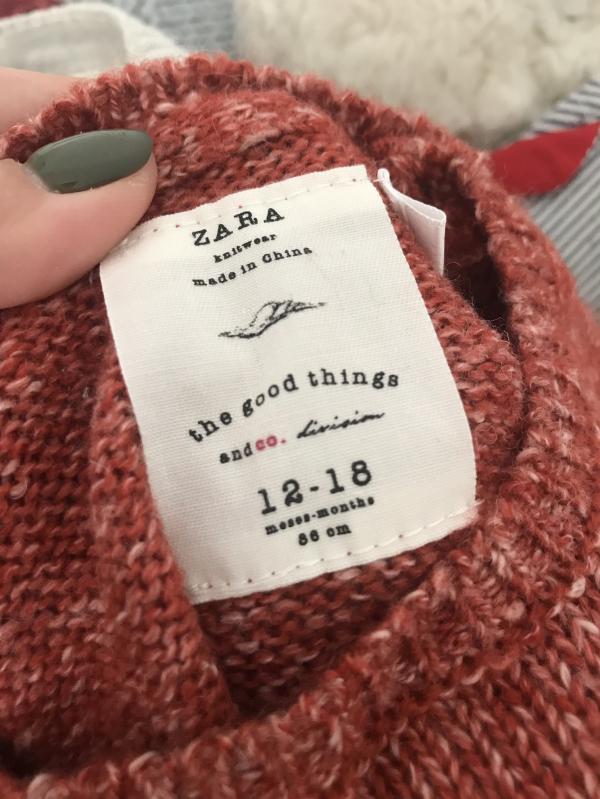 ZARA
knitwear
made in China
the good things
andco. division
12-18
meses-months
86 cm